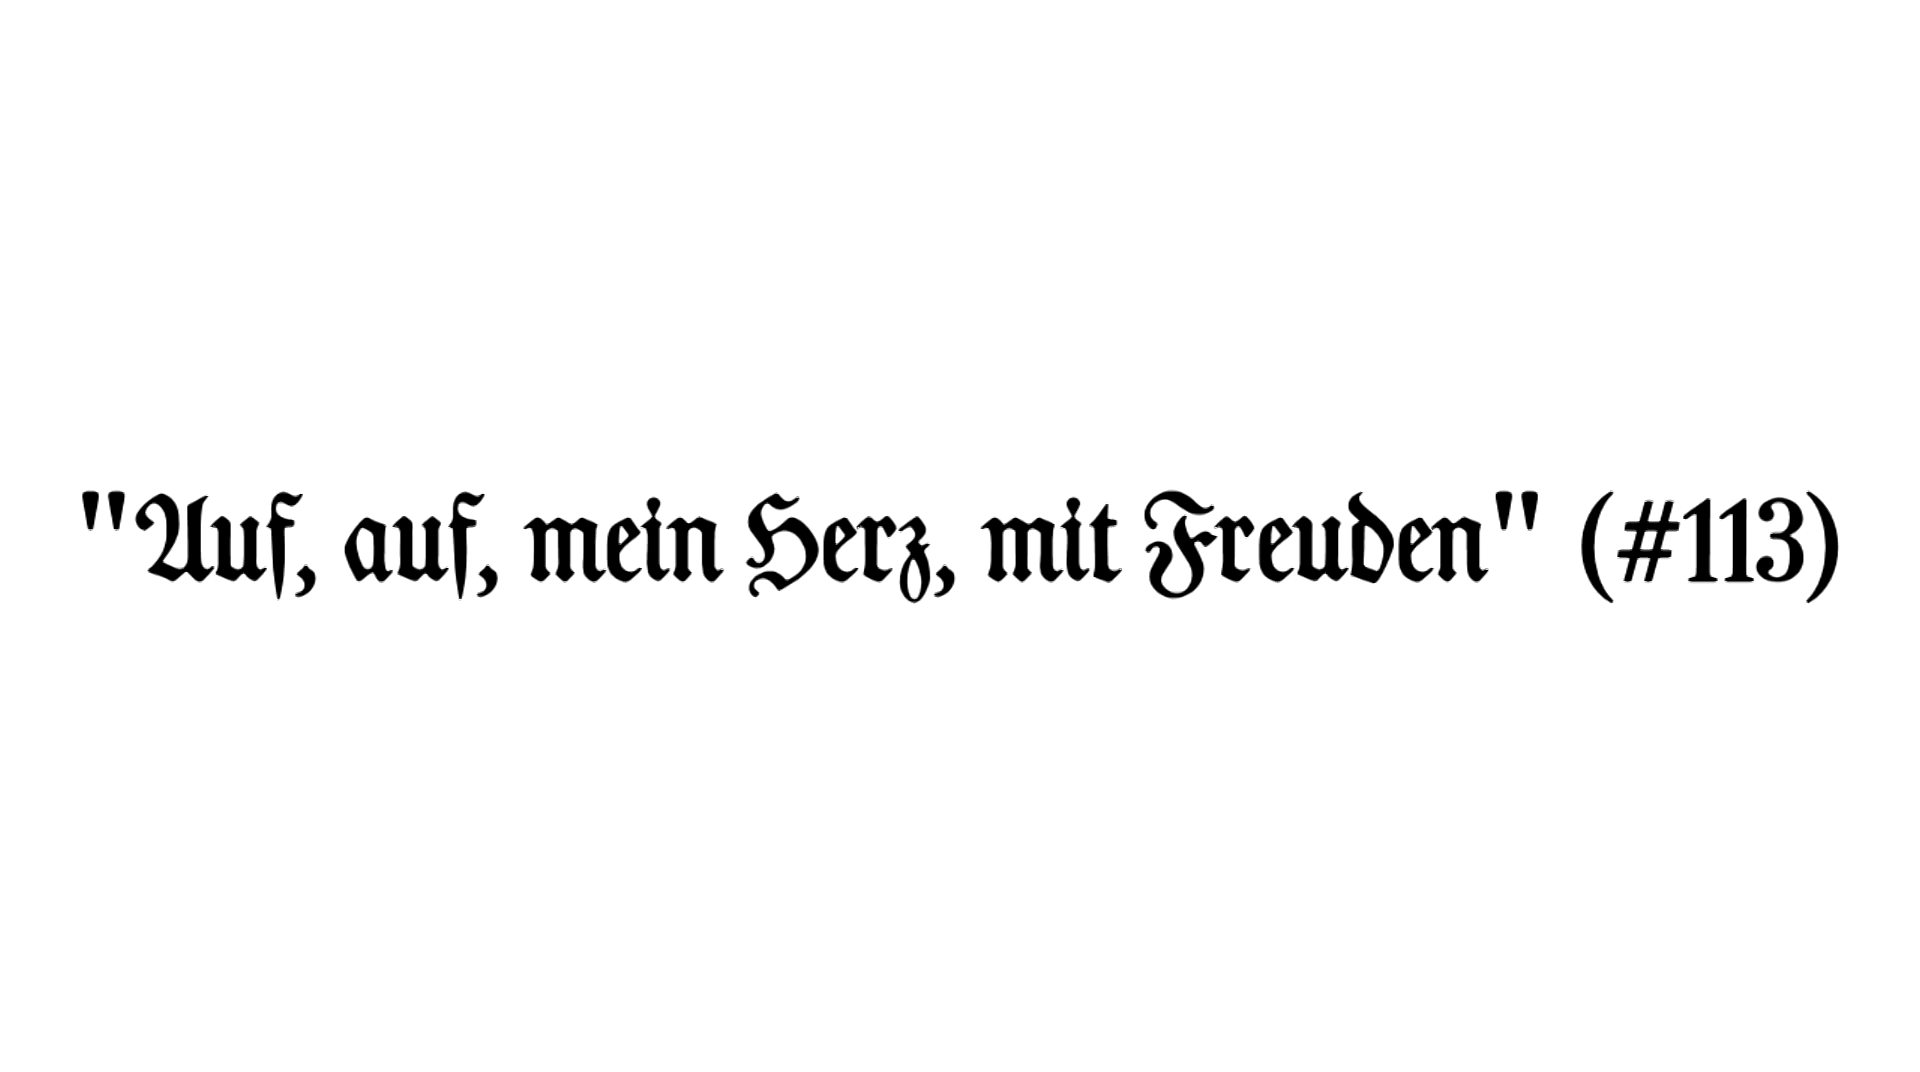 "Auf, auf, mein Herz, mit Freuden" (#113)